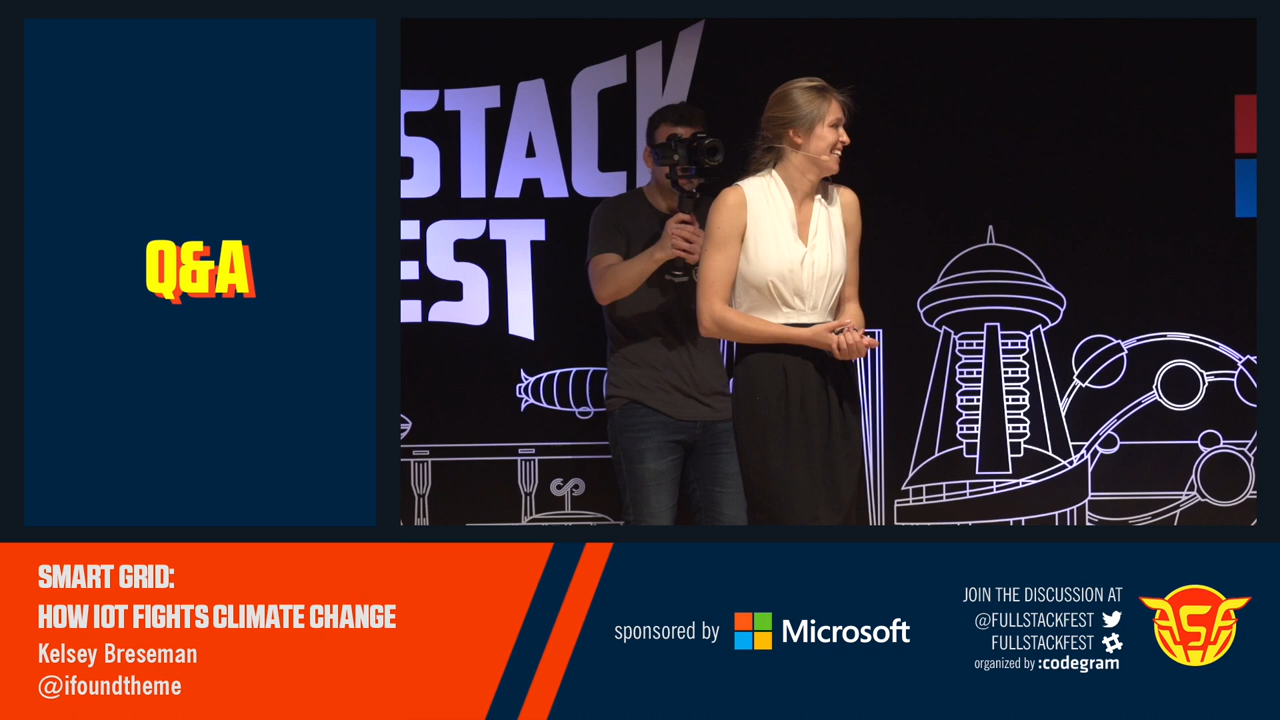 Q&A
STACK
EST
SMART GRID:
HOW IOT FIGHTS CLIMATE CHANGE
Kelsey Breseman
@ifoundtheme
sponsored by Microsoft
JOIN THE DISCUSSION AT
@FULLSTACKFEST
FULLSTACKFEST
organized by :codegram
FSF